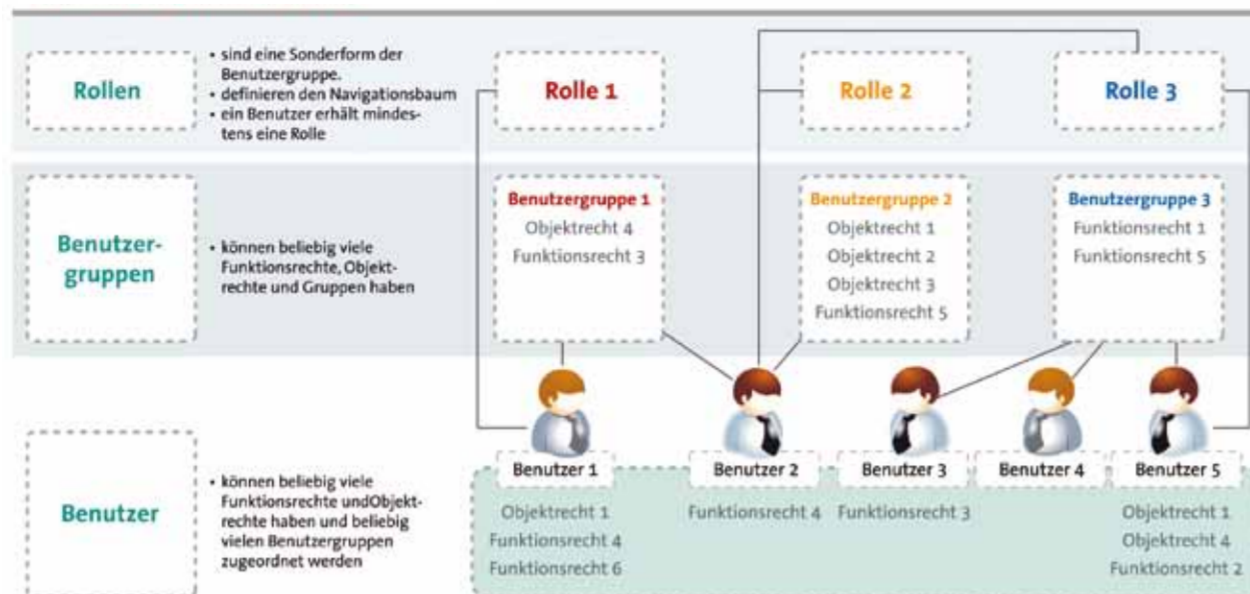 Rollen
• sind eine Sonderform der
Benutzergruppe.
• definieren den Navigationsbaum
• ein Benutzer erhält mindes-
tens eine Rolle
Rolle 1
Rolle 2
Rolle 3
Benutzer-
gruppen
• können beliebig viele
Funktionsrechte, Objekt-
rechte und Gruppen haben
Benutzergruppe 1
Objektrecht 4
Funktionsrecht 3
Benutzergruppe 2
Objektrecht 1
Objektrecht 2
Objektrecht 3
Funktionsrecht 5
Benutzergruppe 3
Funktionsrecht 1
Funktionsrecht 5
Benutzer
• können beliebig viele
Funktionsrechte undObjekt-
rechte haben und beliebig
vielen Benutzergruppen
zugeordnet werden
Benutzer 1
Objektrecht 1
Funktionsrecht 4
Funktionsrecht 6
Benutzer 2
Funktionsrecht 4
Benutzer 3
Funktionsrecht 3
Benutzer 4
Benutzer 5
Objektrecht 1
Objektrecht 4
Funktionsrecht 2